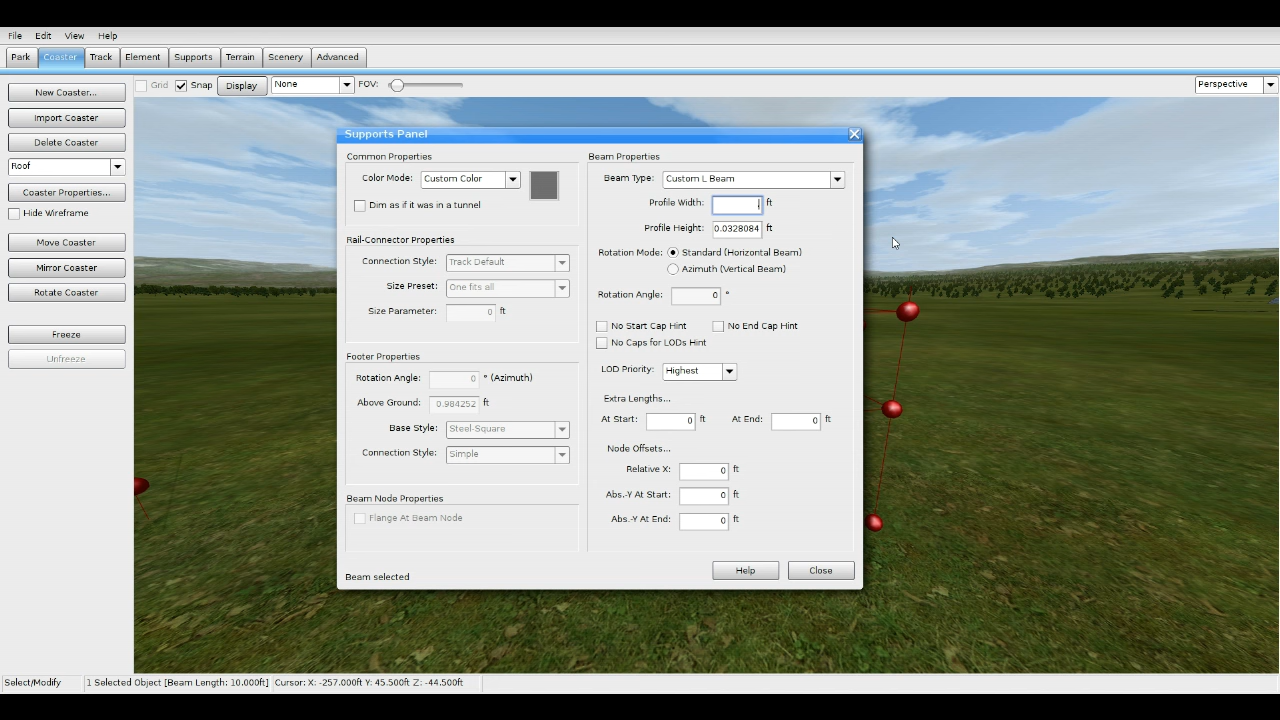 File Edit View Help
Park Coaster Track Element Supports Terrain Scenery Advanced
Grid Snap Display None FOV: Perspective
New Coaster...
Import Coaster
Delete Coaster
Roof
Coaster Properties...
Hide Wireframe
Move Coaster
Mirror Coaster
Rotate Coaster
Freeze
Unfreeze
Supports Panel
Common Properties
Color Mode: Custom Color
Dim as if it was in a tunnel
Rail-Connector Properties
Connection Style: Track Default
Size Preset: One fits all
Size Parameter: 0 ft
Footer Properties
Rotation Angle: 0 ° (Azimuth)
Above Ground: 0.984252 ft
Base Style: Steel-Square
Connection Style: Simple
Beam Node Properties
Flange At Beam Node
Beam selected
Beam Properties
Beam Type: Custom L Beam
Profile Width: ft
Profile Height: 0.0328084 ft
Rotation Mode: Standard (Horizontal Beam)
Azimuth (Vertical Beam)
Rotation Angle: 0 °
No Start Cap Hint No End Cap Hint
No Caps for LODs Hint
LOD Priority: Highest
Extra Lengths...
At Start: 0 ft At End: 0 ft
Node Offsets...
Relative X: 0 ft
Abs.-Y At Start: 0 ft
Abs.-Y At End: 0 ft
Help Close
Select/Modify 1 Selected Object [Beam Length: 10.000ft] Cursor: X: -257.000ft Y: 45.500ft Z: -44.500ft